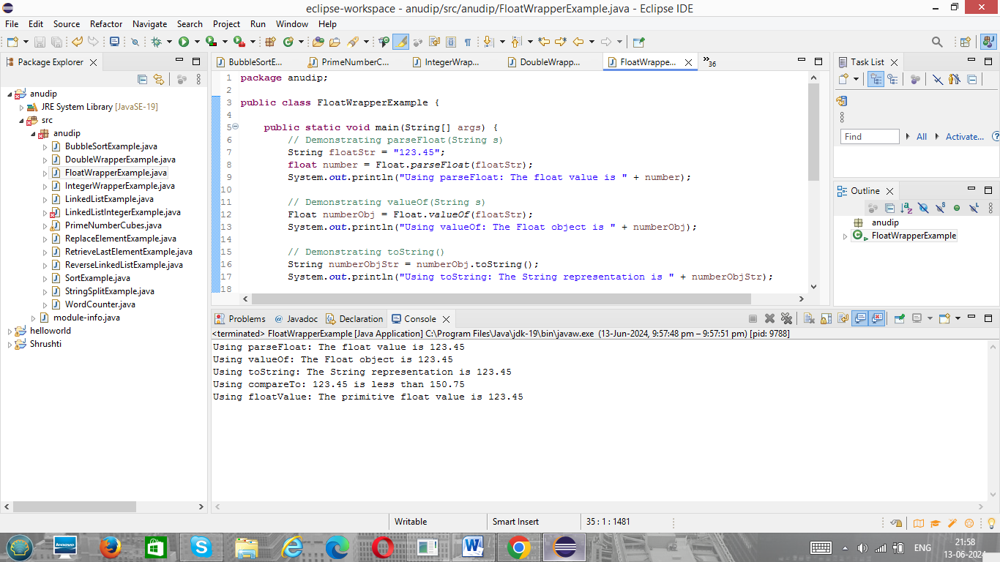 eclipse-workspace - anudip/src/anudip/FloatWrapperExample.java - Eclipse IDE
File Edit Source Refactor Navigate Search Project Run Window Help
Package Explorer
anudip
JRE System Library [JavaSE-19]
src
anudip
BubbleSortExample.java
DoubleWrapperExample.java
FloatWrapperExample.java
IntegerWrapperExample.java
LinkedListExample.java
LinkedListIntegerExample.java
PrimeNumberCubes.java
ReplaceElementExample.java
RetrieveLastElementExample.java
ReverseLinkedListExample.java
SortExample.java
StringSplitExample.java
WordCounter.java
module-info.java
helloworld
Shrushti
BubbleSortE... PrimeNumberC... IntegerWrap... DoubleWrapp... FloatWrappe... 36
1 package anudip;
2
3 public class FloatWrapperExample {
4
5 public static void main(String[] args) {
6 // Demonstrating parseFloat(String s)
7 String floatStr = "123.45";
8 float number = Float.parseFloat(floatStr);
9 System.out.println("Using parseFloat: The float value is " + number);
10
11 // Demonstrating valueOf(String s)
12 Float numberObj = Float.valueOf(floatStr);
13 System.out.println("Using valueOf: The Float object is " + numberObj);
14
15 // Demonstrating toString()
16 String numberObjStr = numberObj.toString();
17 System.out.println("Using toString: The String representation is " + numberObjStr);
18
Task List
Find All Activate...
Outline
anudip
FloatWrapperExample
Problems @ Javadoc Declaration Console
<terminated> FloatWrapperExample [Java Application] C:\Program Files\Java\jdk-19\bin\javaw.exe (13-Jun-2024, 9:57:48 pm – 9:57:51 pm) [pid: 9788]
Using parseFloat: The float value is 123.45
Using valueOf: The Float object is 123.45
Using toString: The String representation is 123.45
Using compareTo: 123.45 is less than 150.75
Using floatValue: The primitive float value is 123.45
Writable Smart Insert 35 : 1 : 1481
lenovo
ENG
21:58
13-06-2024